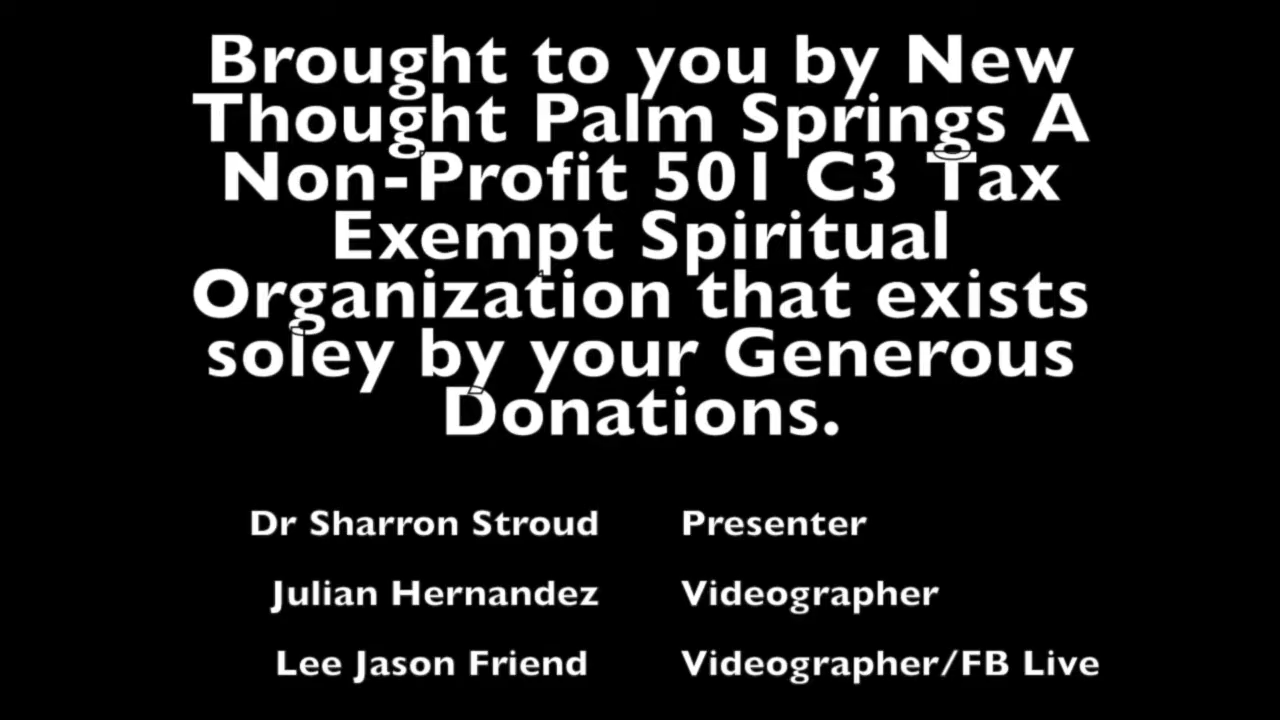 Brought to you by New
Thought Palm Springs A
Non-Profit 501 C3 Tax
Exempt Spiritual
Organization that exists
soley by your Generous
Donations.
Dr Sharron Stroud Presenter
Julian Hernandez Videographer
Lee Jason Friend Videographer/FB Live